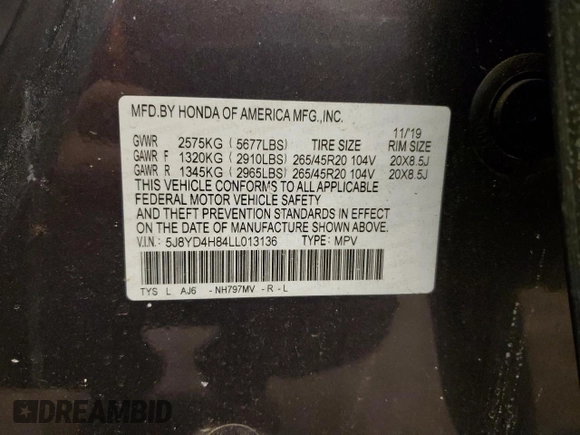 MFD.BY HONDA OF AMERICA MFG.,INC.
11/'19
GVWR 2575KG ( 5677LBS) TIRE SIZE RIM SIZE
GAWR F 1320KG ( 2910LBS) 265/45R20 104V 20X8.5J
GAWR R 1345KG ( 2965LBS) 265/45R20 104V 20X8.5J
THIS VEHICLE CONFORMS TO ALL APPLICABLE
FEDERAL MOTOR VEHICLE SAFETY
AND THEFT PREVENTION STANDARDS IN EFFECT
ON THE DATE OF MANUFACTURE SHOWN ABOVE.
V.I.N.: 5J8YD4H84LL013136 TYPE: MPV
TYS L AJ6 -NH797MV -R-L
DREAMBID